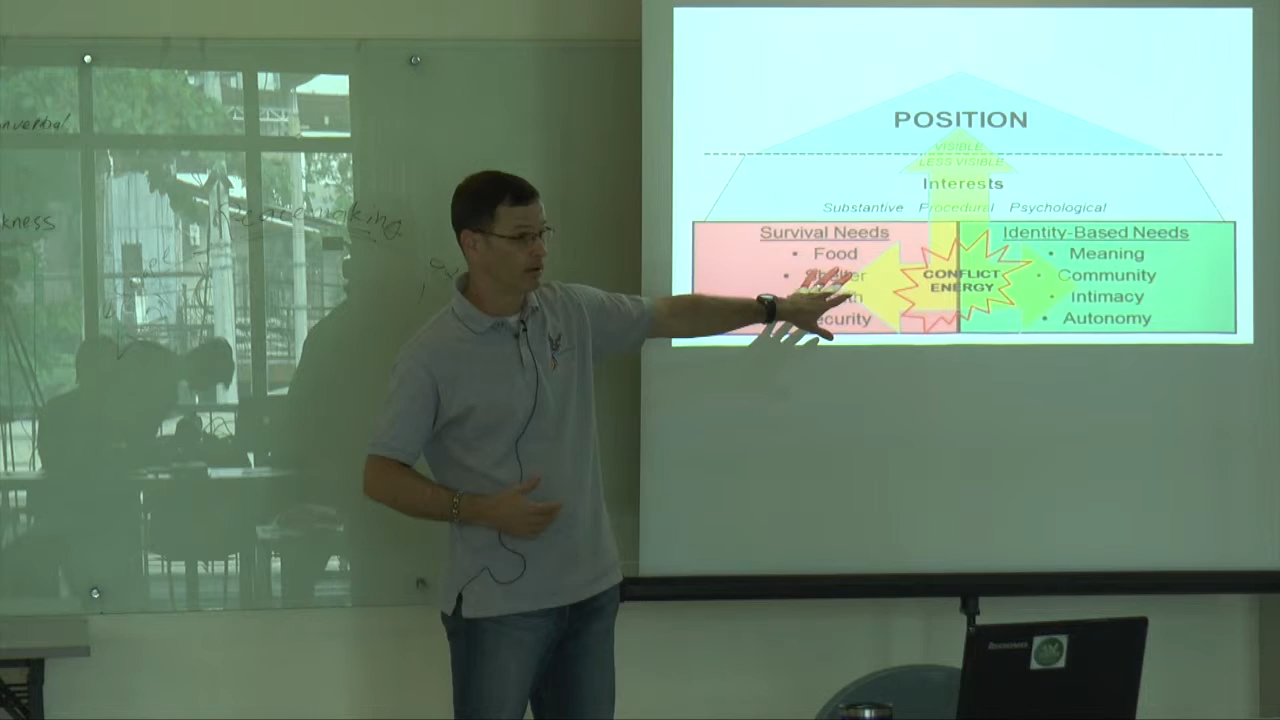 POSITION
VISIBLE
LESS VISIBLE
Interests
Substantive Procedural Psychological
Survival Needs
• Food
• Shelter
Identity-Based Needs
• Meaning
• Community
• Intimacy
• Autonomy
CONFLICT
ENERGY
Peacemaking